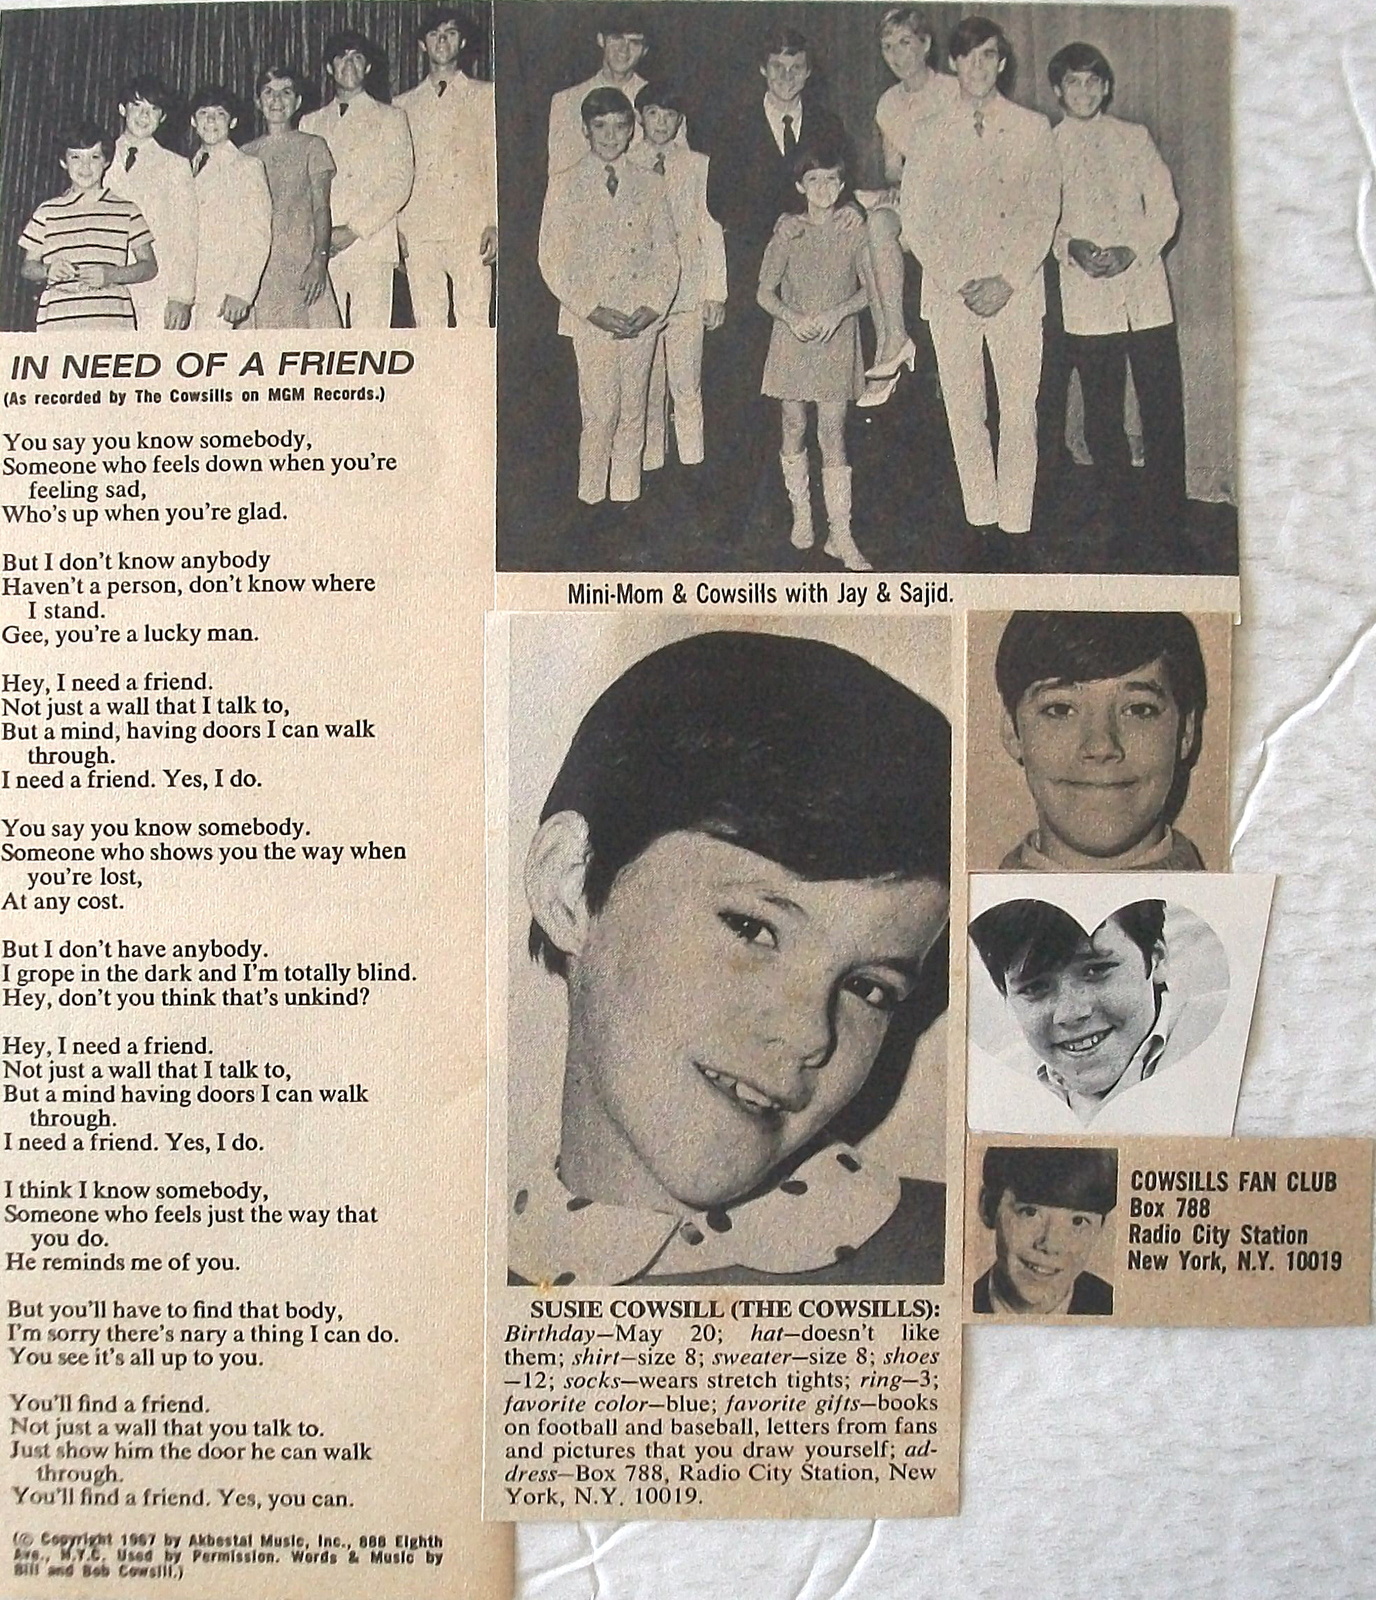 IN NEED OF A FRIEND
(As recorded by The Cowsills on MGM Records.)
You say you know somebody,
Someone who feels down when you're
feeling sad,
Who's up when you're glad.
But I don't know anybody
Haven't a person, don't know where
I stand.
Gee, you're a lucky man.
Hey, I need a friend.
Not just a wall that I talk to,
But a mind, having doors I can walk
through.
I need a friend. Yes, I do.
You say you know somebody.
Someone who shows you the way when
you're lost,
At any cost.
But I don't have anybody.
I grope in the dark and I'm totally blind.
Hey, don't you think that's unkind?
Hey, I need a friend.
Not just a wall that I talk to,
But a mind having doors I can walk
through.
I need a friend. Yes, I do.
I think I know somebody,
Someone who feels just the way that
you do.
He reminds me of you.
But you'll have to find that body,
I'm sorry there's nary a thing I can do.
You see it's all up to you.
You'll find a friend.
Not just a wall that you talk to.
Just show him the door he can walk
through.
You'll find a friend. Yes, you can.
(© Copyright 1967 by Akbestal Music, Inc., 888 Eighth
Ave., N.Y.C. Used by Permission. Words & Music by
Bill and Bob Cowsill.)
Mini-Mom & Cowsills with Jay & Sajid.
SUSIE COWSILL (THE COWSILLS):
Birthday—May 20; hat—doesn't like
them; shirt—size 8; sweater—size 8; shoes
—12; socks—wears stretch tights; ring—3;
favorite color—blue; favorite gifts—books
on football and baseball, letters from fans
and pictures that you draw yourself; ad-
dress—Box 788, Radio City Station, New
York, N.Y. 10019.
COWSILLS FAN CLUB
Box 788
Radio City Station
New York, N.Y. 10019